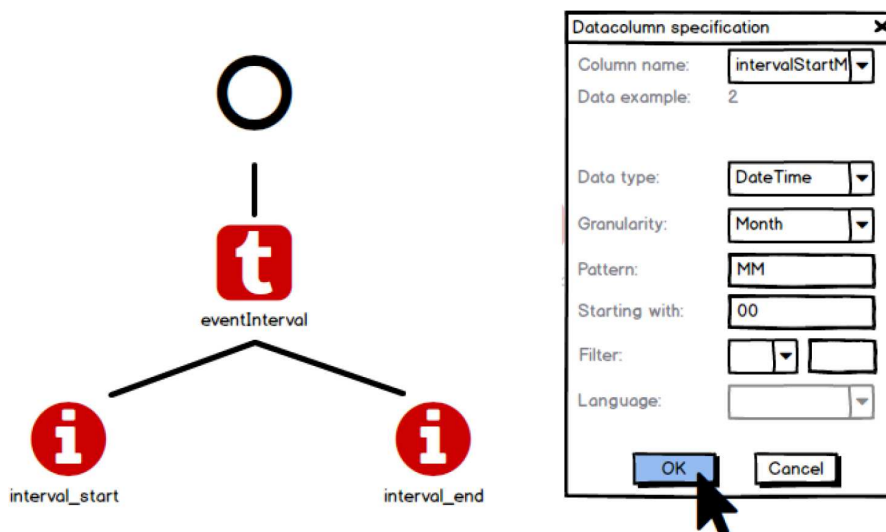 t
eventInterval
i
interval_start
i
interval_end
Datacolumn specification
Column name: intervalStartM
Data example: 2
Data type: DateTime
Granularity: Month
Pattern: MM
Starting with: 00
Filter:
Language:
OK Cancel